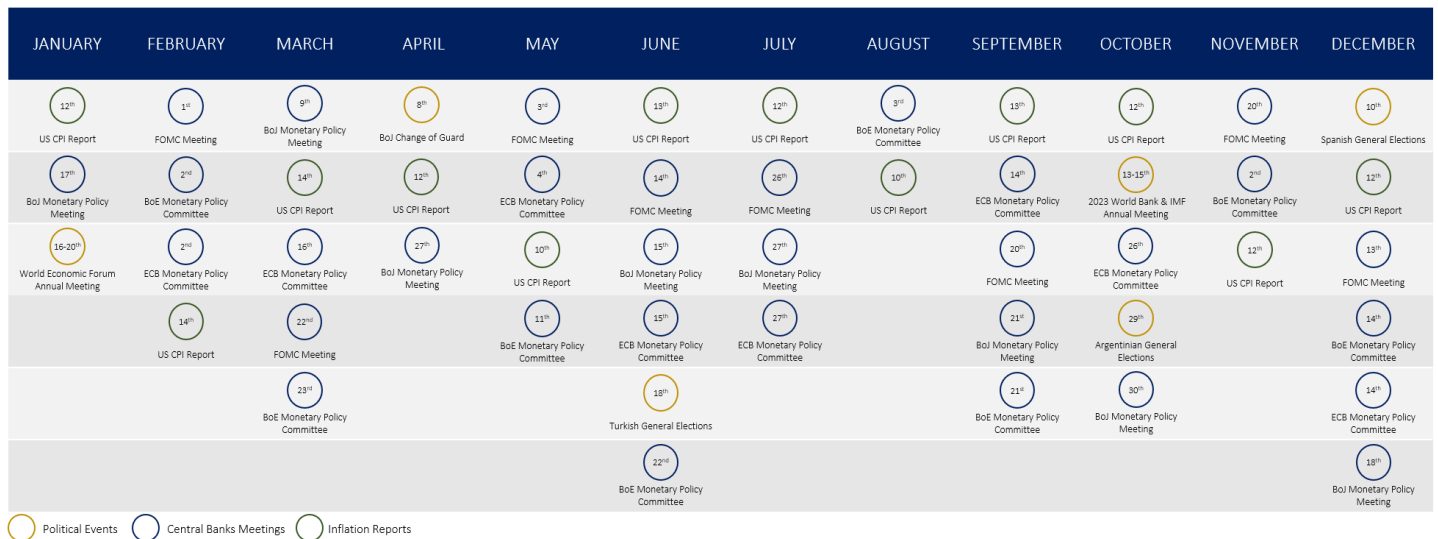 JANUARY FEBRUARY MARCH APRIL MAY JUNE JULY AUGUST SEPTEMBER OCTOBER NOVEMBER DECEMBER
12th 1st 9th 8th 3rd 13th 12th 3rd 13th 12th 20th 10th
US CPI Report FOMC Meeting BoJ Monetary Policy BoJ Change of Guard FOMC Meeting US CPI Report US CPI Report BoE Monetary Policy US CPI Report US CPI Report FOMC Meeting Spanish General Elections
Meeting Committee
17th 2nd 14th 12th 4th 14th 26th 10th 14th 13-15th 2nd 12th
BoJ Monetary Policy BoE Monetary Policy US CPI Report US CPI Report ECB Monetary Policy FOMC Meeting FOMC Meeting US CPI Report ECB Monetary Policy 2023 World Bank & IMF BoE Monetary Policy US CPI Report
Meeting Committee Committee Committee Annual Meeting Committee
16-20th 2nd 16th 27th 10th 15th 27th 20th 26th 12th 13th
World Economic Forum ECB Monetary Policy ECB Monetary Policy BoJ Monetary Policy US CPI Report BoJ Monetary Policy BoJ Monetary Policy FOMC Meeting ECB Monetary Policy US CPI Report FOMC Meeting
Annual Meeting Committee Committee Meeting Meeting Meeting Committee
14th 22nd 11th 15th 27th 21st 29th 14th
US CPI Report FOMC Meeting BoE Monetary Policy ECB Monetary Policy ECB Monetary Policy BoJ Monetary Policy Argentinian General BoE Monetary Policy
Committee Committee Committee Meeting Elections Committee
23rd 18th 21st 30th 14th
BoE Monetary Policy Turkish General Elections BoE Monetary Policy BoJ Monetary Policy ECB Monetary Policy
Committee Committee Meeting Committee
22nd 18th
BoE Monetary Policy BoJ Monetary Policy
Committee Meeting
Political Events Central Banks Meetings Inflation Reports